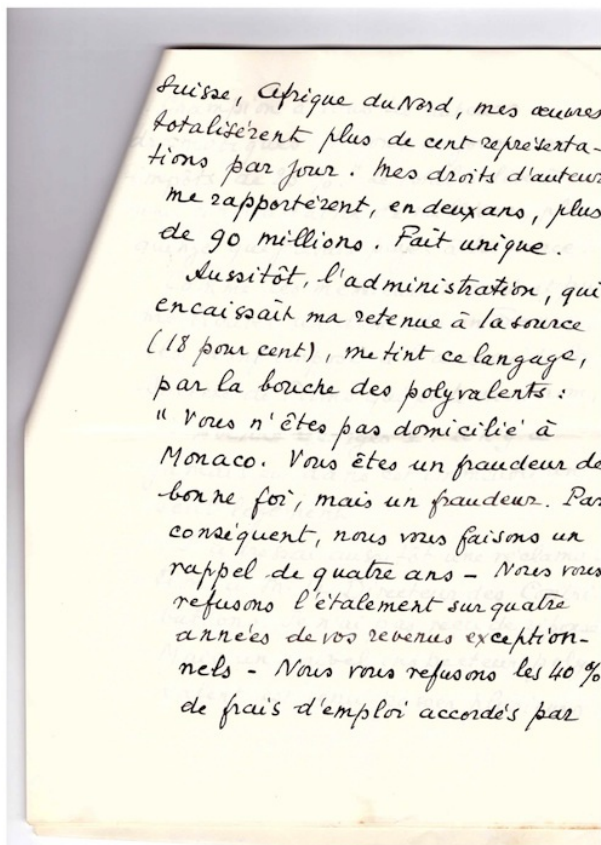 Suisse, Afrique du Nord, mes œuvres
totalisérent plus de cent représenta-
tions par jour. Mes droits d'auteur
me rapportérent, en deux ans, plus
de 90 millions. Fait unique.
Aussitôt, l'administration, qui
encaissait ma retenue à la source
(18 pour cent), me tint ce langage,
par la bouche des polyvalents :
" Vous n'êtes pas domicilié à
Monaco. Vous êtes un fraudeur de
bonne foi, mais un fraudeur. Par
conséquent, nous vous faisons un
rappel de quatre ans - Nous vous
refusons l'étalement sur quatre
années de vos revenus exception-
nels - Nous vous refusons les 40 %
de frais d'emploi accordés par